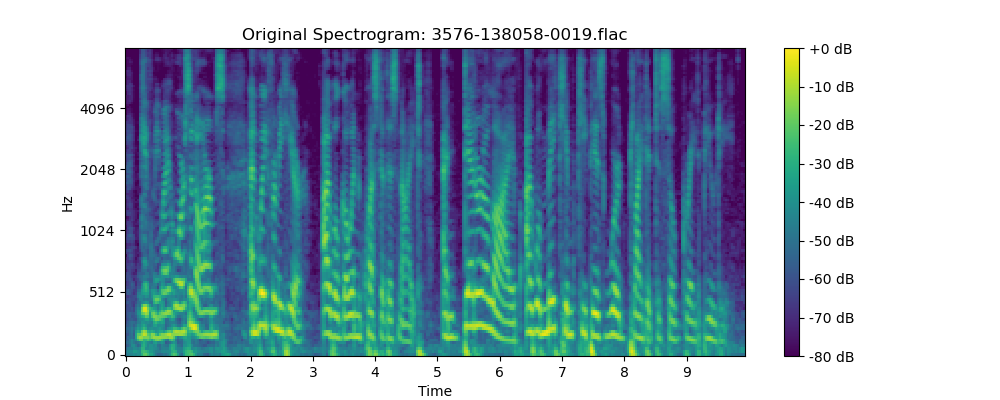 Original Spectrogram: 3576-138058-0019.flac
Hz
4096
2048
1024
512
0
0 1 2 3 4 5 6 7 8 9
Time
+0 dB
-10 dB
-20 dB
-30 dB
-40 dB
-50 dB
-60 dB
-70 dB
-80 dB